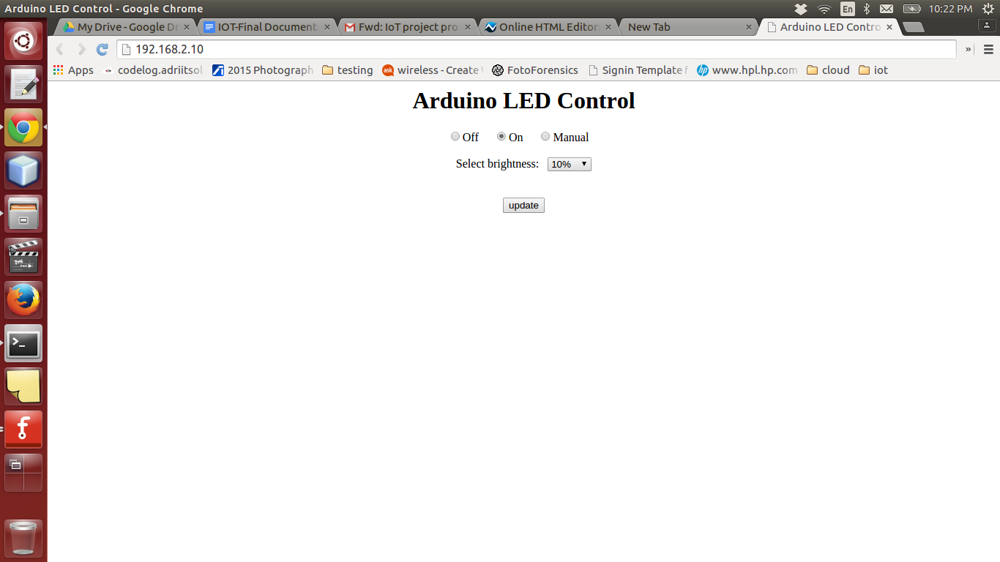 Arduino LED Control - Google Chrome En 10:22 PM
My Drive - Google Dr IOT-Final Document. Fwd: IoT project pro Online HTML Editor New Tab Arduino LED Contro
192.168.2.10 »
Apps codelog.adriitsol 2015 Photograph testing ask wireless - Create FotoForensics Signin Template f hp www.hpl.hp.com cloud iot
Arduino LED Control
Off On Manual
Select brightness: 10%
update